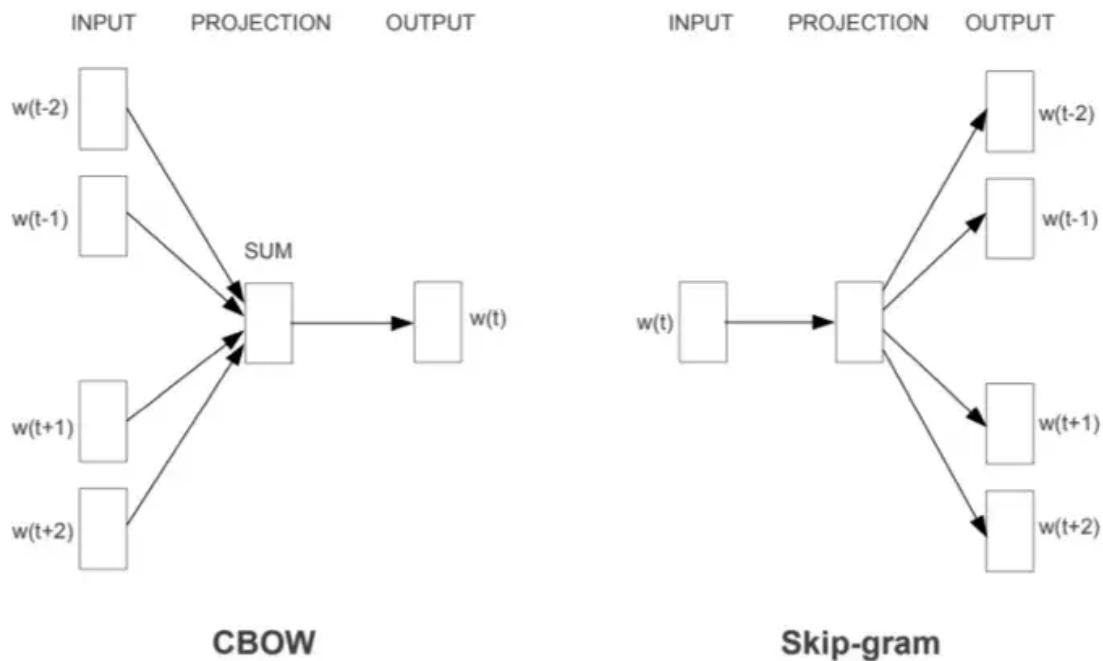 INPUT PROJECTION OUTPUT
w(t-2)
w(t-1)
SUM
w(t)
w(t+1)
w(t+2)
CBOW
INPUT PROJECTION OUTPUT
w(t-2)
w(t-1)
w(t)
w(t+1)
w(t+2)
Skip-gram